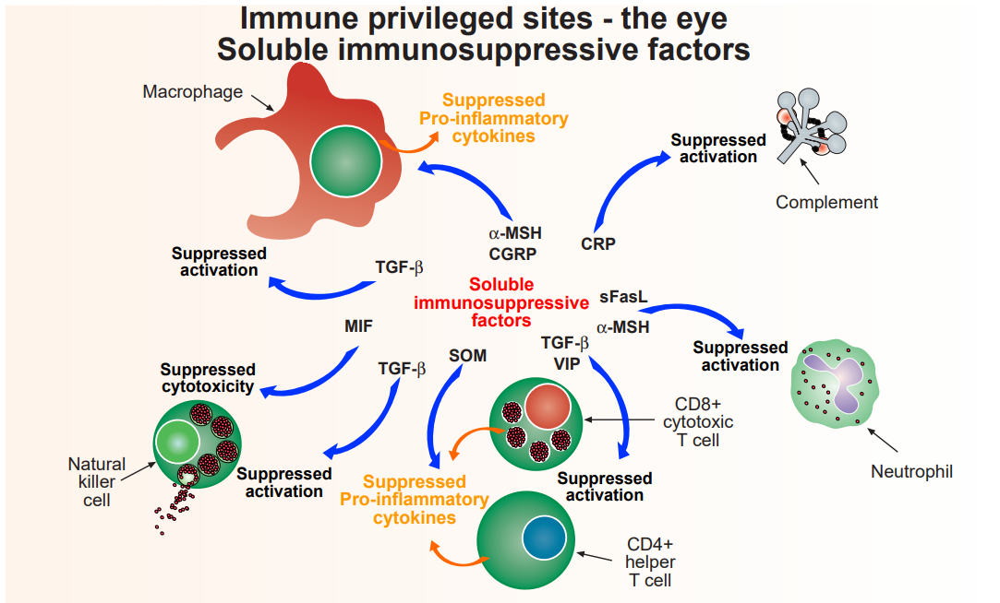 Immune privileged sites - the eye
Soluble immunosuppressive factors
Macrophage
Suppressed
Pro-inflammatory
cytokines
Suppressed
activation
Complement
α-MSH
CGRP
CRP
Suppressed
activation
TGF-β
Soluble
immunosuppressive
factors
sFasL
α-MSH
MIF
TGF-β
VIP
SOM
TGF-β
Suppressed
activation
Suppressed
cytotoxicity
CD8+
cytotoxic
T cell
Neutrophil
Natural
killer
cell
Suppressed
activation
Suppressed
Pro-inflammatory
cytokines
Suppressed
activation
CD4+
helper
T cell